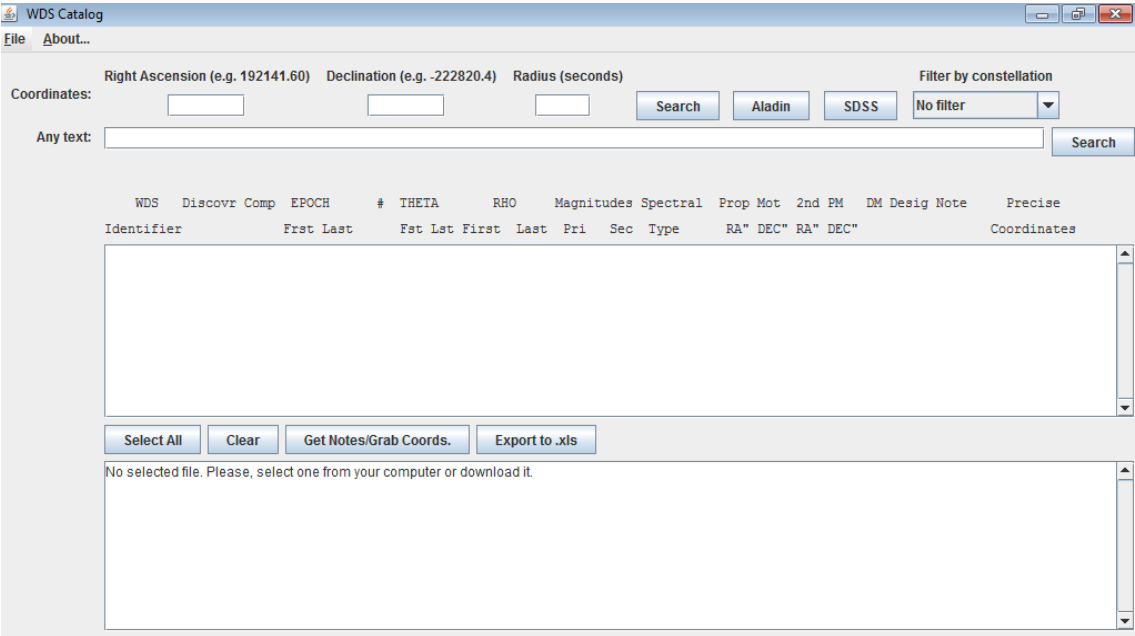 WDS Catalog
File About...
Right Ascension (e.g. 192141.60) Declination (e.g. -222820.4) Radius (seconds) Filter by constellation
Coordinates: Search Aladin SDSS No filter
Any text: Search
WDS Discovr Comp EPOCH # THETA RHO Magnitudes Spectral Prop Mot 2nd PM DM Desig Note Precise
Identifier Frst Last Fst Lst First Last Pri Sec Type RA" DEC" RA" DEC" Coordinates
Select All Clear Get Notes/Grab Coords. Export to .xls
No selected file. Please, select one from your computer or download it.